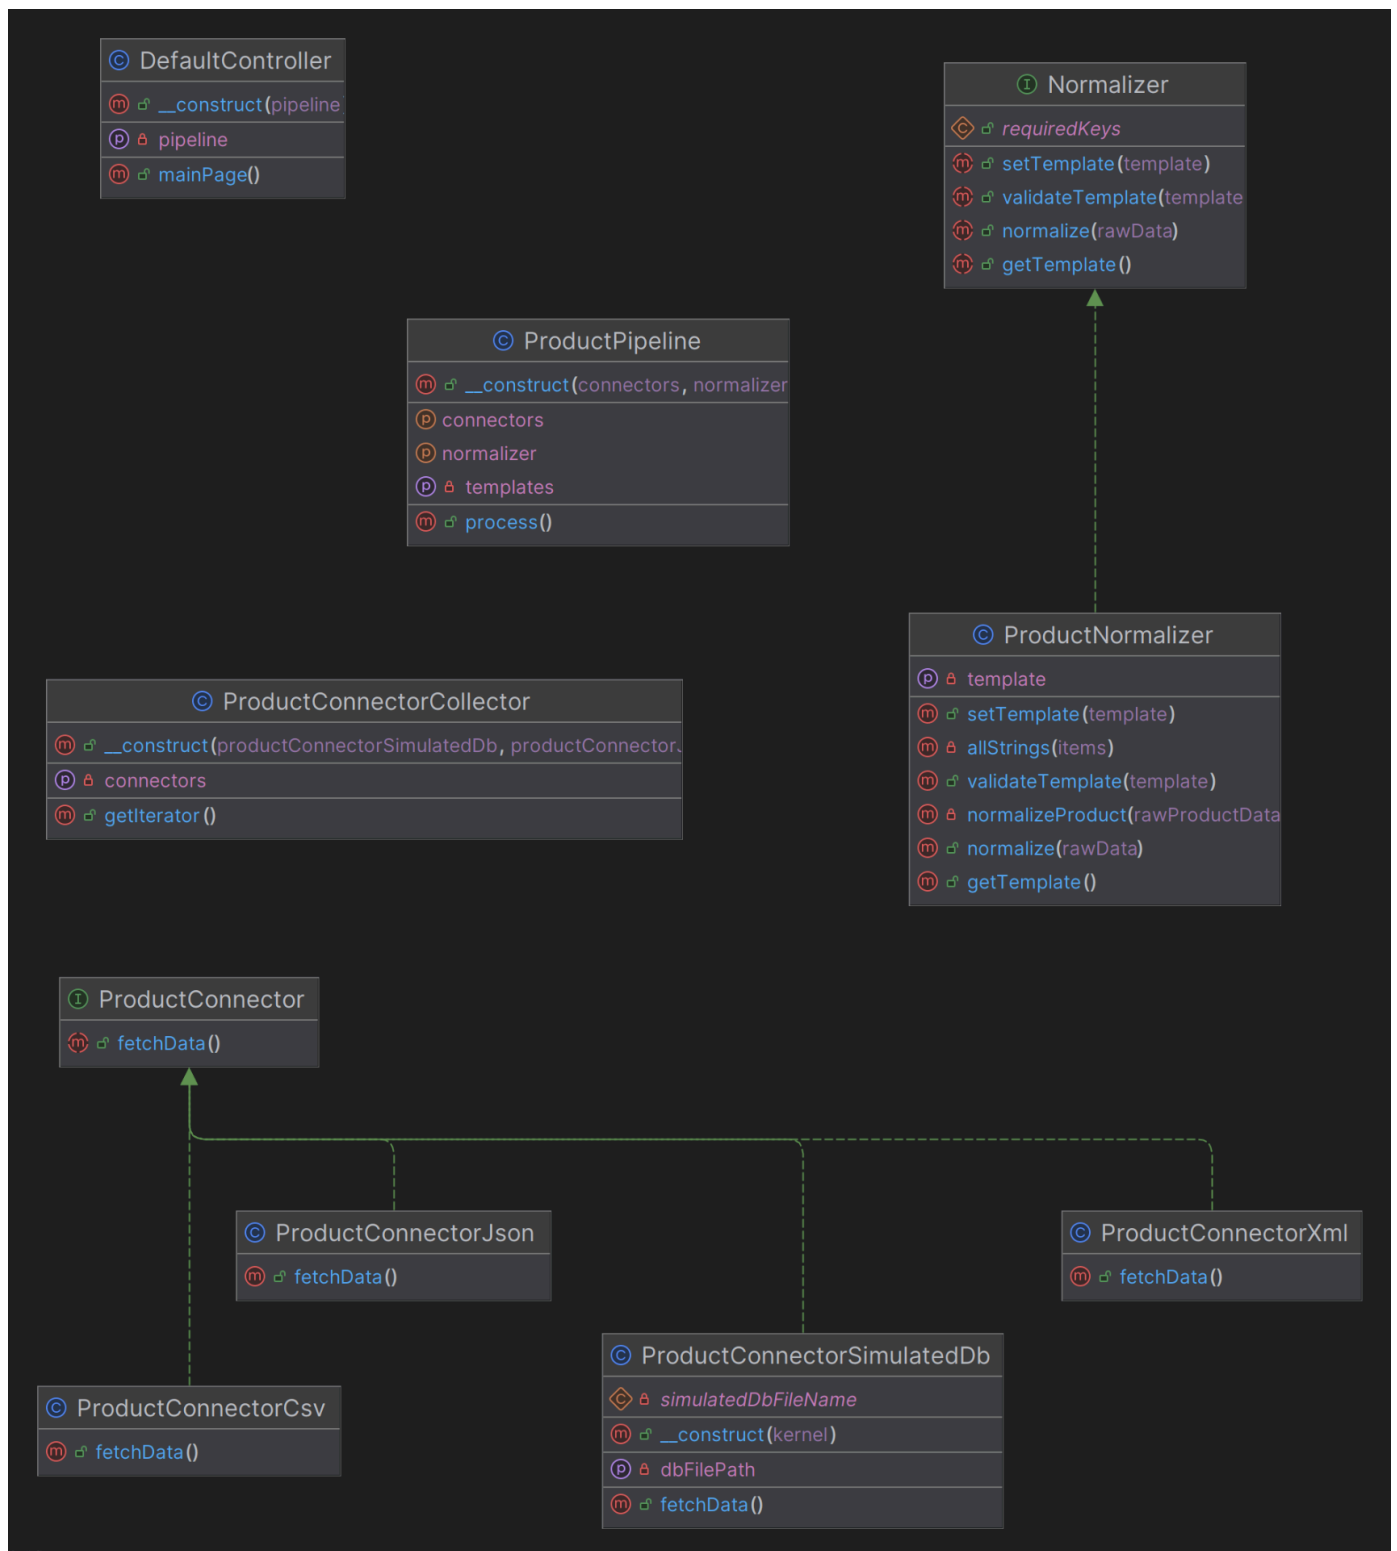 DefaultController
__construct(pipeline
pipeline
mainPage()
Normalizer
requiredKeys
setTemplate(template)
validateTemplate(template
normalize(rawData)
getTemplate()
ProductPipeline
__construct(connectors, normalizer
connectors
normalizer
templates
process()
ProductNormalizer
template
setTemplate(template)
allStrings(items)
validateTemplate(template)
normalizeProduct(rawProductData
normalize(rawData)
getTemplate()
ProductConnectorCollector
__construct(productConnectorSimulatedDb, productConnectorJ
connectors
getIterator()
ProductConnector
fetchData()
ProductConnectorJson
fetchData()
ProductConnectorXml
fetchData()
ProductConnectorSimulatedDb
simulatedDbFileName
__construct(kernel)
dbFilePath
fetchData()
ProductConnectorCsv
fetchData()